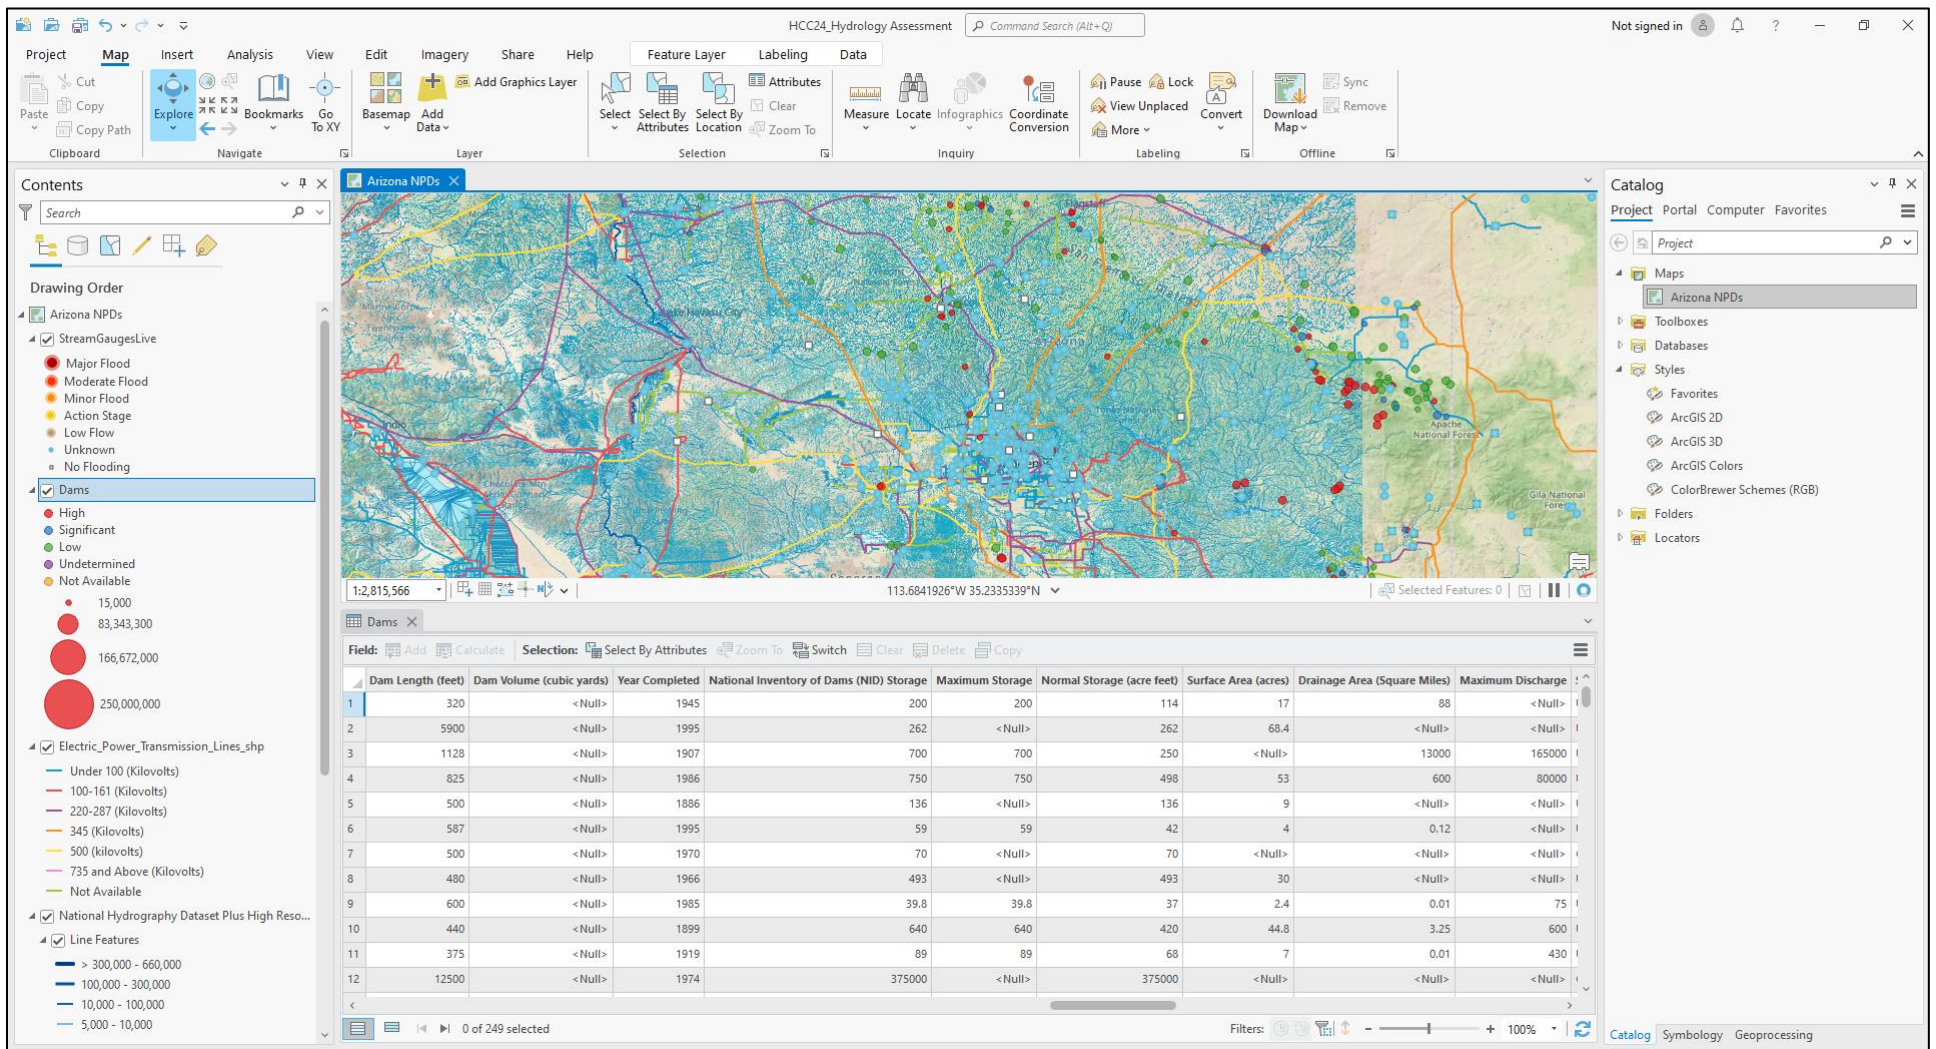 HCC24_Hydrology Assessment
Command Search (Alt+Q)
Not signed in
?
Project Map Insert Analysis View Edit Imagery Share Help Feature Layer Labeling Data
Paste
Cut
Copy
Copy Path
Clipboard
Explore
Bookmarks
Go To XY
Navigate
Basemap
Add Data
Add Graphics Layer
Layer
Select
Select By Attributes
Select By Location
Attributes
Clear
Zoom To
Selection
Measure
Locate
Infographics
Coordinate Conversion
Inquiry
Pause
Lock
View Unplaced
More
Convert
Labeling
Download Map
Sync
Remove
Offline
Contents
Search
Drawing Order
Arizona NPDs
StreamGaugesLive
Major Flood
Moderate Flood
Minor Flood
Action Stage
Low Flow
Unknown
No Flooding
Dams
High
Significant
Low
Undetermined
Not Available
15,000
83,343,300
166,672,000
250,000,000
Electric_Power_Transmission_Lines_shp
Under 100 (Kilovolts)
100-161 (Kilovolts)
220-287 (Kilovolts)
345 (Kilovolts)
500 (kilovolts)
735 and Above (Kilovolts)
Not Available
National Hydrography Dataset Plus High Reso...
Line Features
> 300,000 - 660,000
100,000 - 300,000
10,000 - 100,000
5,000 - 10,000
Arizona NPDs
Flagstaff
Lake Havasu City
Arizona
Indio
Apache
National Forest
Gila National
Fore
1:2,815,566
113.6841926°W 35.2335339°N
Selected Features: 0
Dams
Field: Add Calculate Selection: Select By Attributes Zoom To Switch Clear Delete Copy
Dam Length (feet) Dam Volume (cubic yards) Year Completed National Inventory of Dams (NID) Storage Maximum Storage Normal Storage (acre feet) Surface Area (acres) Drainage Area (Square Miles) Maximum Discharge
1 320 <Null> 1945 200 200 114 17 88 <Null>
2 5900 <Null> 1995 262 <Null> 262 68.4 <Null> <Null>
3 1128 <Null> 1907 700 700 250 <Null> 13000 165000
4 825 <Null> 1986 750 750 498 53 600 80000
5 500 <Null> 1886 136 <Null> 136 9 <Null> <Null>
6 587 <Null> 1995 59 59 42 4 0.12 <Null>
7 500 <Null> 1970 70 <Null> 70 <Null> <Null> <Null>
8 480 <Null> 1966 493 <Null> 493 30 <Null> <Null>
9 600 <Null> 1985 39.8 39.8 37 2.4 0.01 75
10 440 <Null> 1899 640 640 420 44.8 3.25 600
11 375 <Null> 1919 89 89 68 7 0.01 430
12 12500 <Null> 1974 375000 <Null> 375000 <Null> <Null> <Null>
0 of 249 selected
Filters:
- + 100%
Catalog
Project Portal Computer Favorites
Project
Maps
Arizona NPDs
Toolboxes
Databases
Styles
Favorites
ArcGIS 2D
ArcGIS 3D
ArcGIS Colors
ColorBrewer Schemes (RGB)
Folders
Locators
Catalog Symbology Geoprocessing